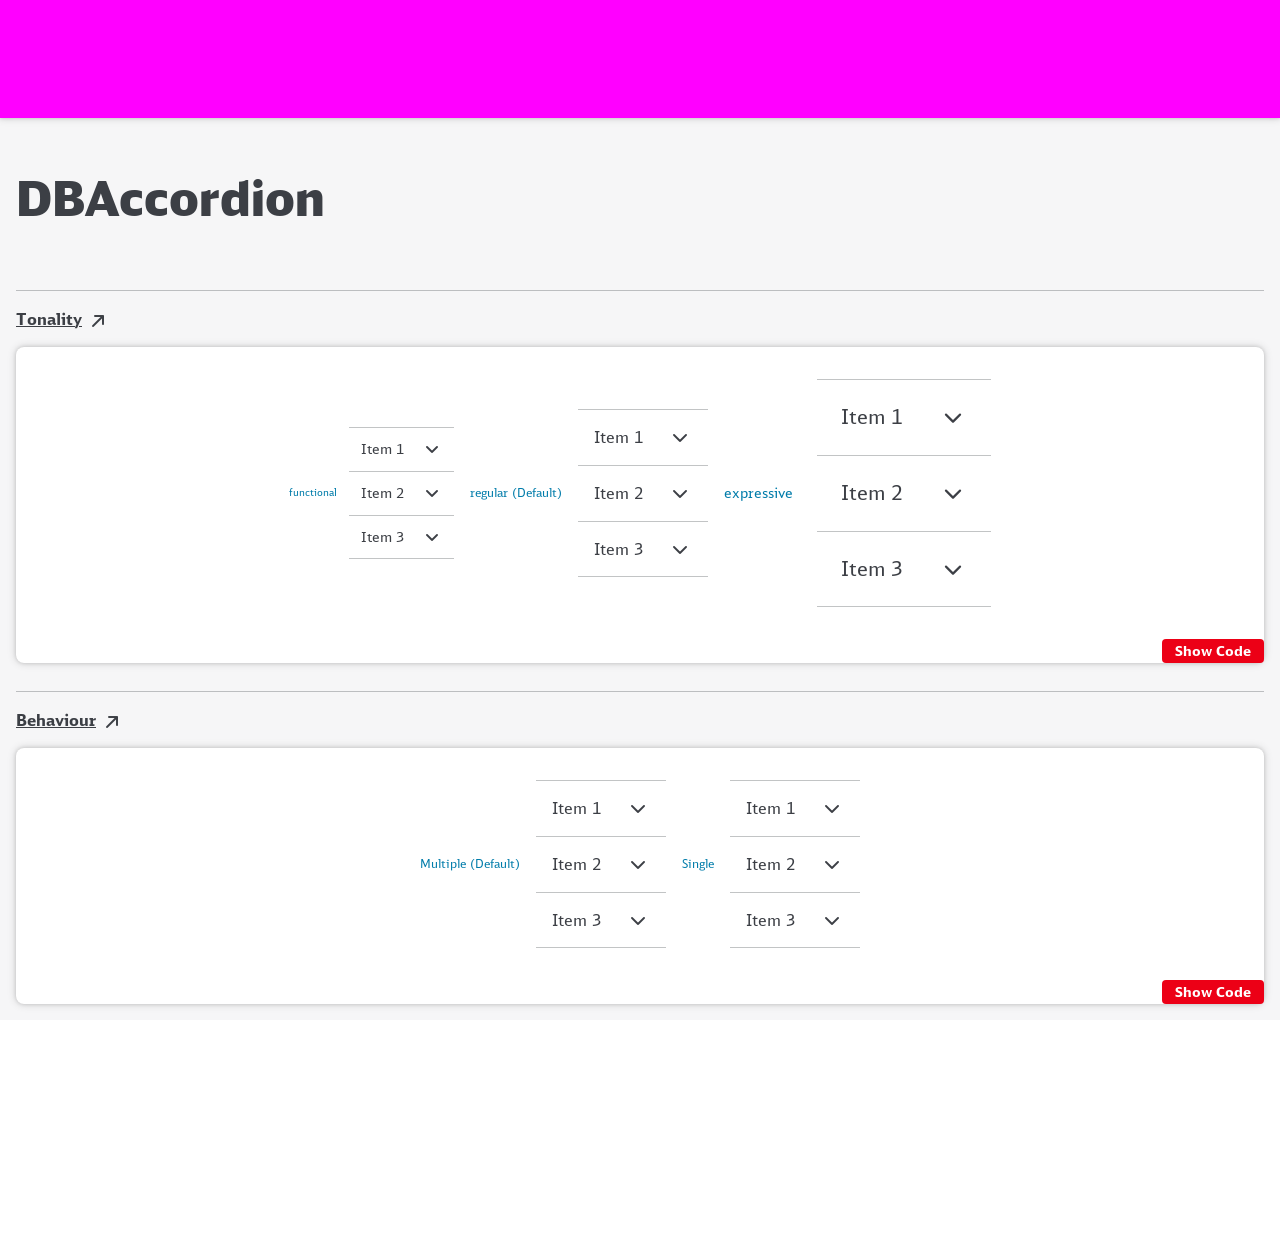 DBAccordion
Tonality
functional
Item 1
Item 2
Item 3
regular (Default)
Item 1
Item 2
Item 3
expressive
Item 1
Item 2
Item 3
Show Code
Behaviour
Multiple (Default)
Item 1
Item 2
Item 3
Single
Item 1
Item 2
Item 3
Show Code